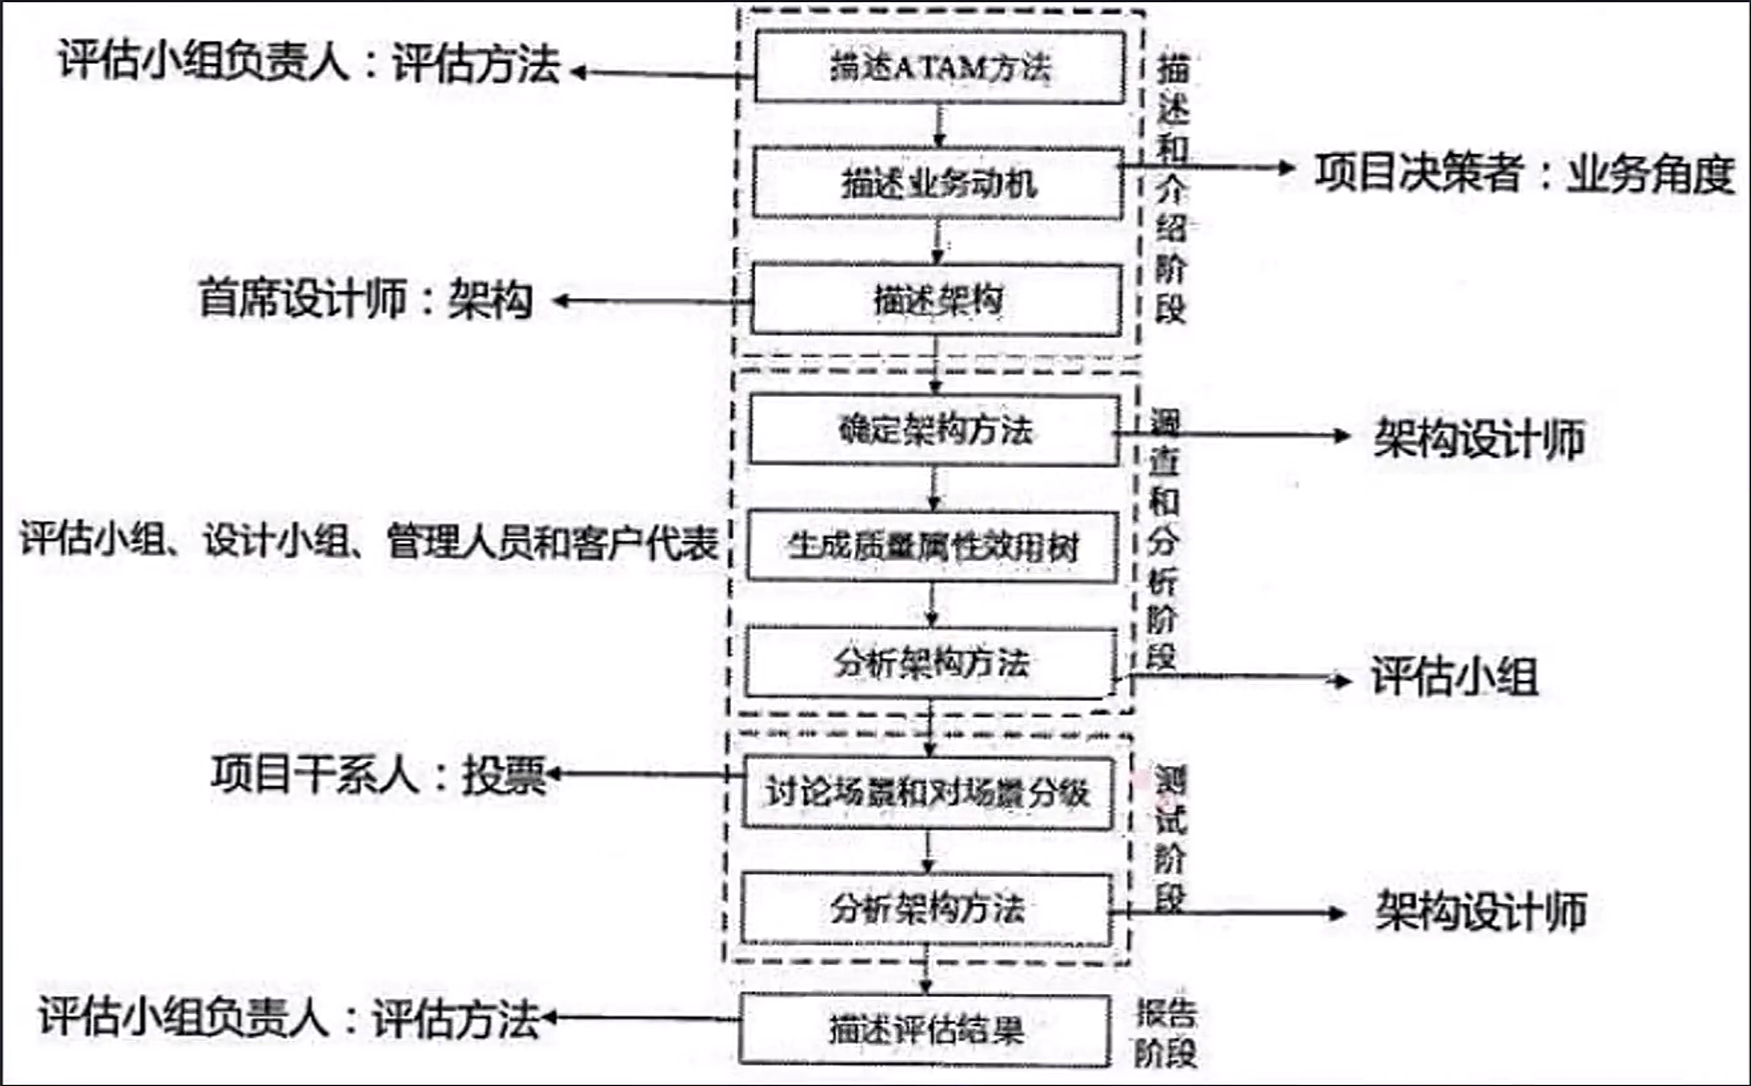 评估小组负责人：评估方法
描述ATAM方法
描述和介绍阶段
描述业务动机
项目决策者：业务角度
首席设计师：架构
描述架构
确定架构方法
调查和分析阶段
架构设计师
评估小组、设计小组、管理人员和客户代表
生成质量属性效用树
分析架构方法
评估小组
项目干系人：投票
讨论场景和对场景分级
测试阶段
分析架构方法
架构设计师
评估小组负责人：评估方法
描述评估结果
报告
阶段